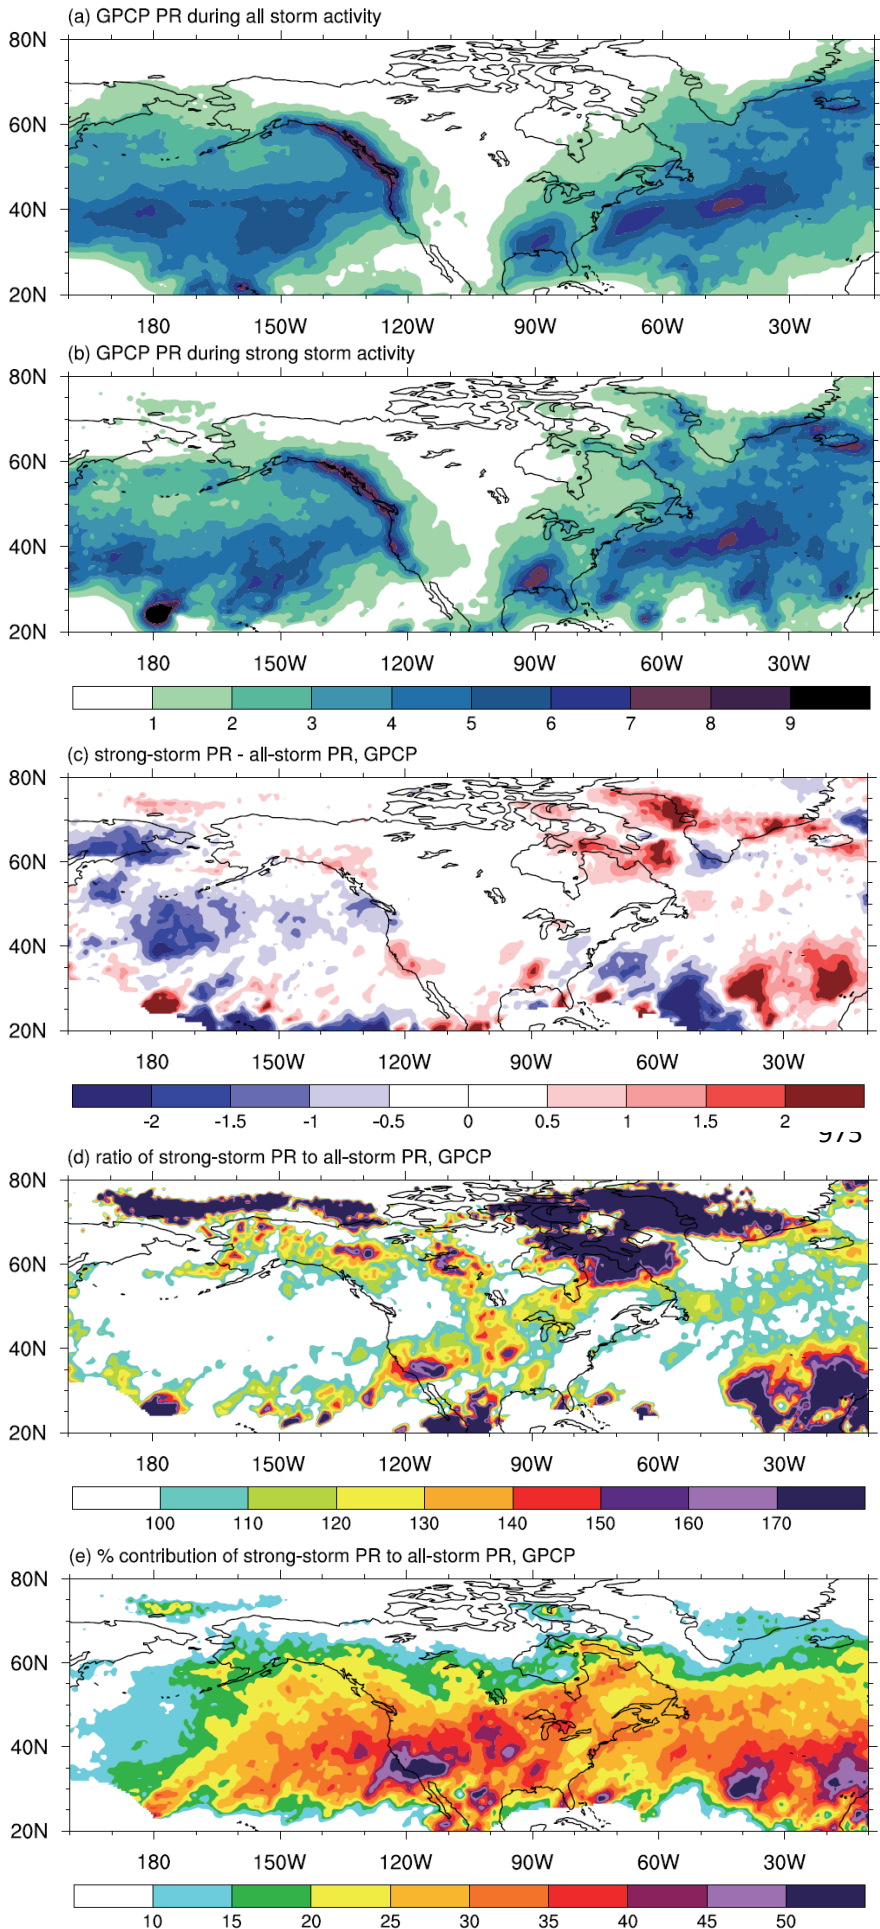 (a) GPCP PR during all storm activity
80N
60N
40N
20N
180 150W 120W 90W 60W 30W
(b) GPCP PR during strong storm activity
80N
60N
40N
20N
180 150W 120W 90W 60W 30W
1 2 3 4 5 6 7 8 9
(c) strong-storm PR - all-storm PR, GPCP
80N
60N
40N
20N
180 150W 120W 90W 60W 30W
-2 -1.5 -1 -0.5 0 0.5 1 1.5 2
975
(d) ratio of strong-storm PR to all-storm PR, GPCP
80N
60N
40N
20N
180 150W 120W 90W 60W 30W
100 110 120 130 140 150 160 170
(e) % contribution of strong-storm PR to all-storm PR, GPCP
80N
60N
40N
20N
180 150W 120W 90W 60W 30W
10 15 20 25 30 35 40 45 50